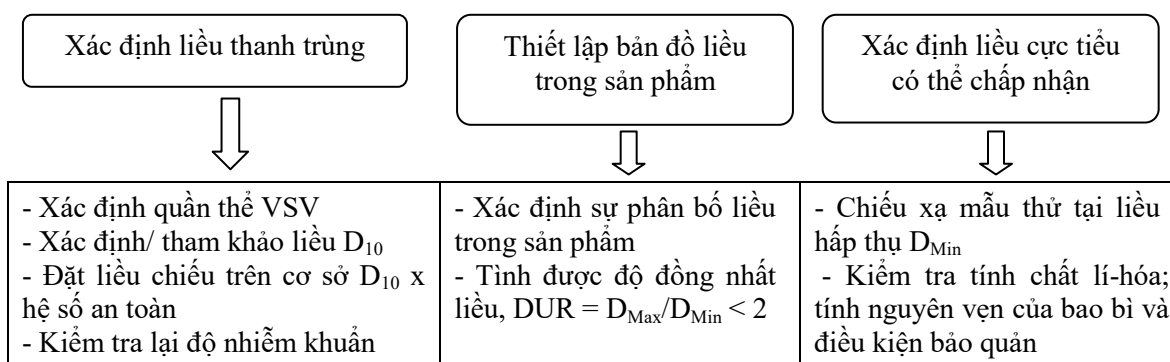 Xác định liều thanh trùng
Thiết lập bản đồ liều
trong sản phẩm
Xác định liều cực tiểu
có thể chấp nhận
- Xác định quần thể VSV
- Xác định/ tham khảo liều D10
- Đặt liều chiếu trên cơ sở D10 x
hệ số an toàn
- Kiểm tra lại độ nhiễm khuẩn
- Xác định sự phân bố liều
trong sản phẩm
- Tình được độ đồng nhất
liều, DUR = DMax/DMin < 2
- Chiếu xạ mẫu thử tại liều
hấp thụ DMin
- Kiểm tra tính chất lí-hóa;
tính nguyên vẹn của bao bì và
điều kiện bảo quản